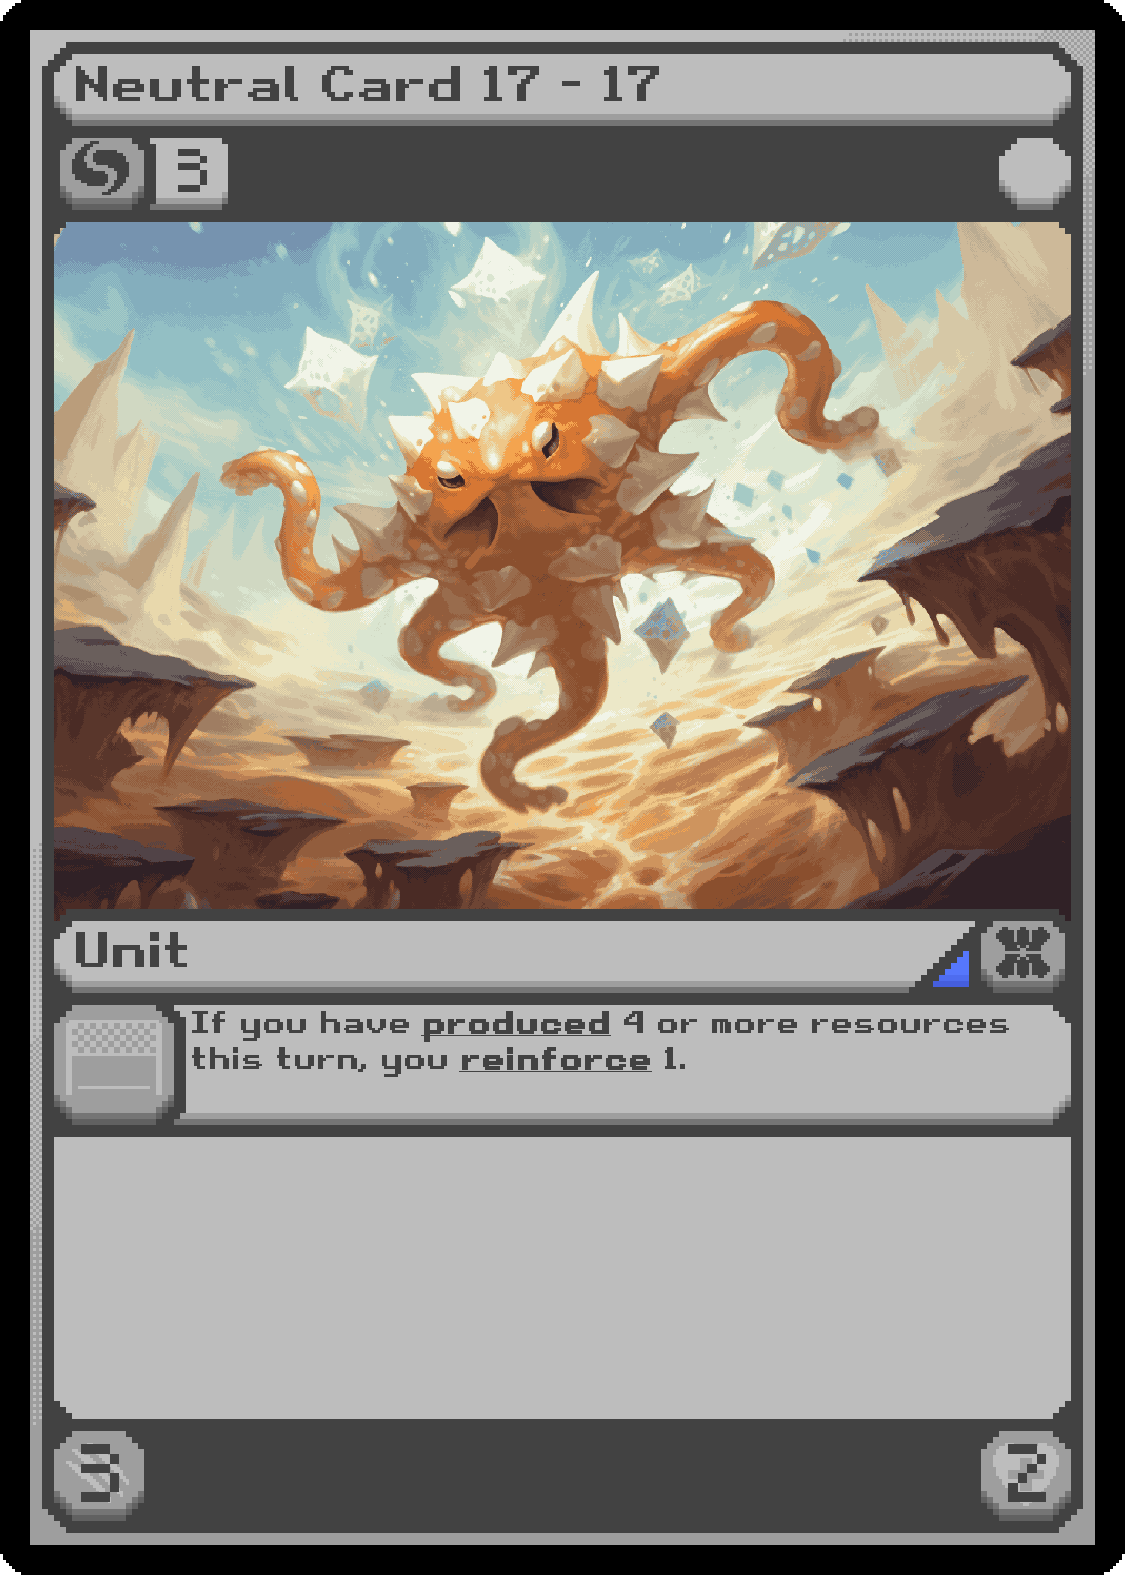 Neutral Card 17 - 17
3
Unit
If you have produced 4 or more resources
this turn, you reinforce 1.
3
2